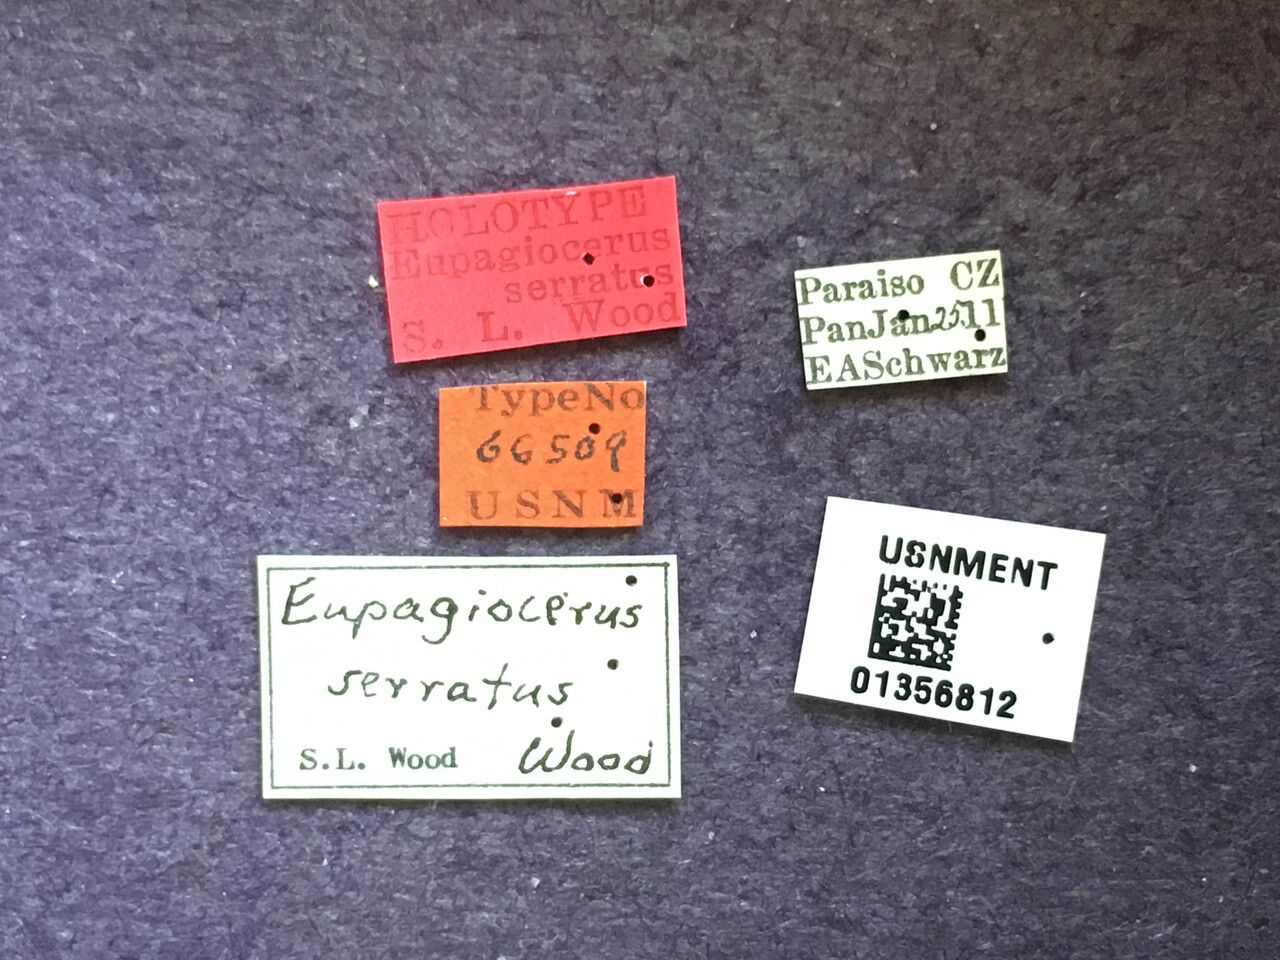 HOLOTYPE
Eupagiocerus
serratus
S. L. Wood
TypeNo
66509
USNM
Eupagiocerus
serratus
S.L. Wood Wood
Paraiso CZ
PanJan2511
EASchwarz
USNMENT
01356812